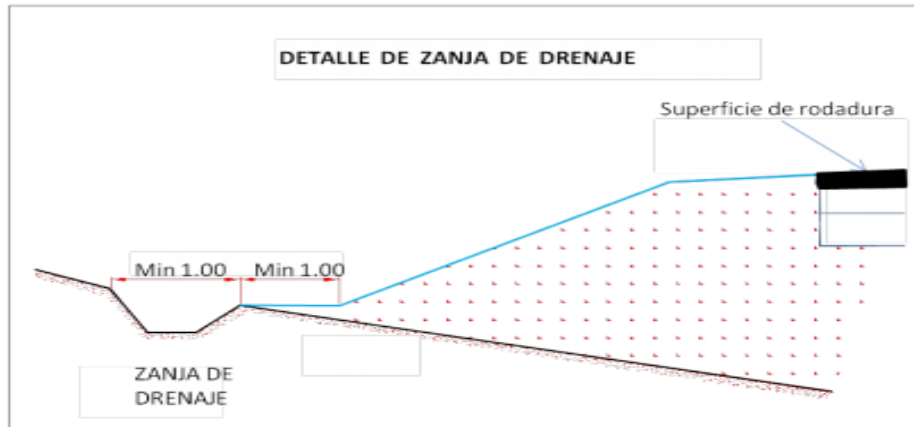 DETALLE DE ZANJA DE DRENAJE
Superficie de rodadura
Min 1.00
Min 1.00
ZANJA DE
DRENAJE